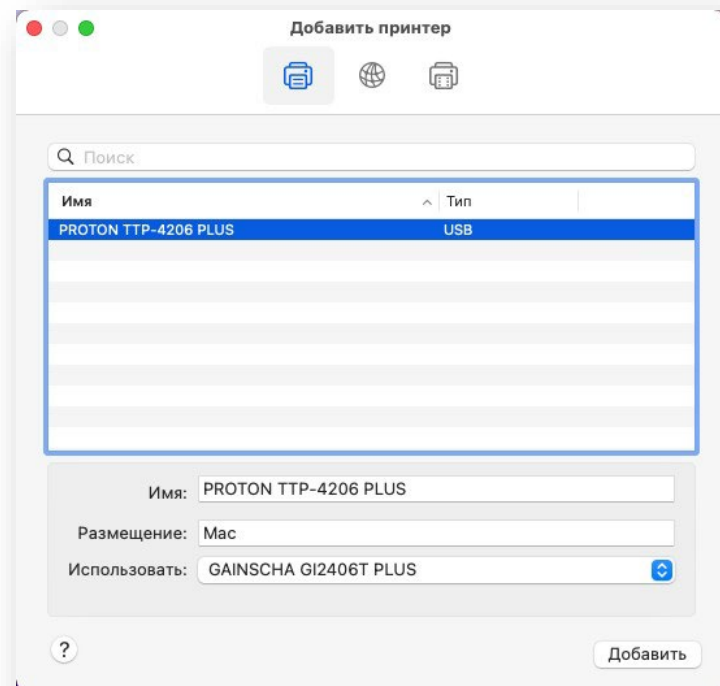 Добавить принтер
Поиск
Имя Тип
PROTON TTP-4206 PLUS USB
Имя: PROTON TTP-4206 PLUS
Размещение: Mac
Использовать: GAINSCHA GI2406T PLUS
? Добавить